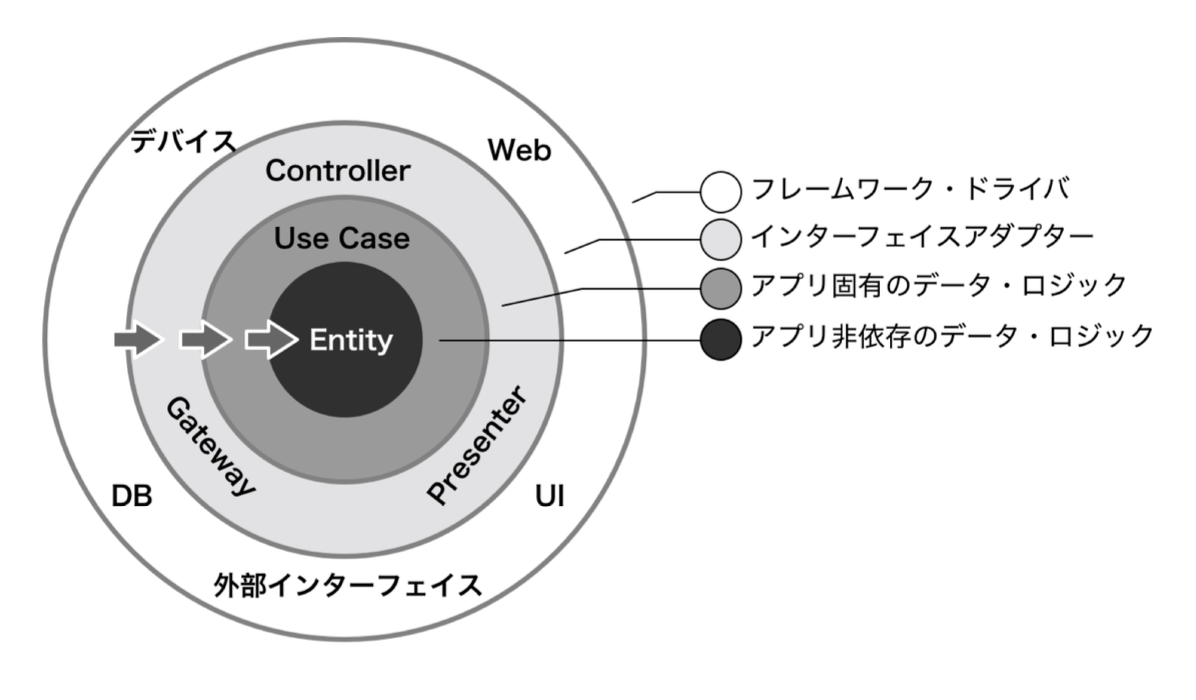 デバイス
Web
Controller
Use Case
Entity
Gateway
Presenter
DB
UI
外部インターフェイス
フレームワーク・ドライバ
インターフェイスアダプター
アプリ固有のデータ・ロジック
アプリ非依存のデータ・ロジック